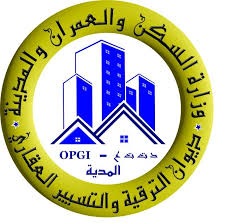 وزارة السكن والعمران والمدينة
OPGI - د ت ت ع
المدية
ديوان الترقية والتسيير العقاري